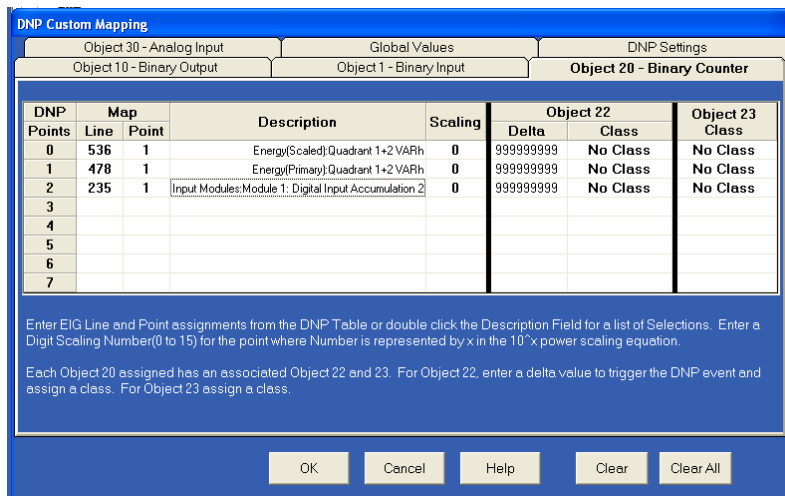 DNP Custom Mapping
Object 30 - Analog Input Global Values DNP Settings
Object 10 - Binary Output Object 1 - Binary Input Object 20 - Binary Counter
DNP Map Description Scaling Object 22 Object 23
Points Line Point Delta Class Class
0 536 1 Energy(Scaled):Quadrant 1+2 VARh 0 999999999 No Class No Class
1 478 1 Energy(Primary):Quadrant 1+2 VARh 0 999999999 No Class No Class
2 235 1 Input Modules:Module 1: Digital Input Accumulation 2 0 999999999 No Class No Class
3
4
5
6
7
Enter EIG Line and Point assignments from the DNP Table or double click the Description Field for a list of Selections. Enter a
Digit Scaling Number(0 to 15) for the point where Number is represented by x in the 10^x power scaling equation.
Each Object 20 assigned has an associated Object 22 and 23. For Object 22, enter a delta value to trigger the DNP event and
assign a class. For Object 23 assign a class.
OK Cancel Help Clear Clear All